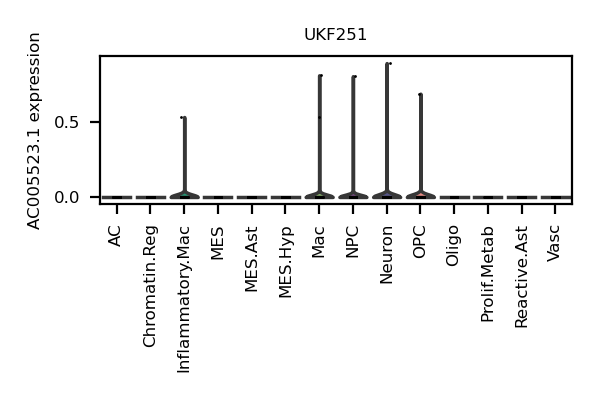 UKF251
AC005523.1 expression
0.5
0.0
AC
Chromatin.Reg
Inflammatory.Mac
MES
MES.Ast
MES.Hyp
Mac
NPC
Neuron
OPC
Oligo
Prolif.Metab
Reactive.Ast
Vasc